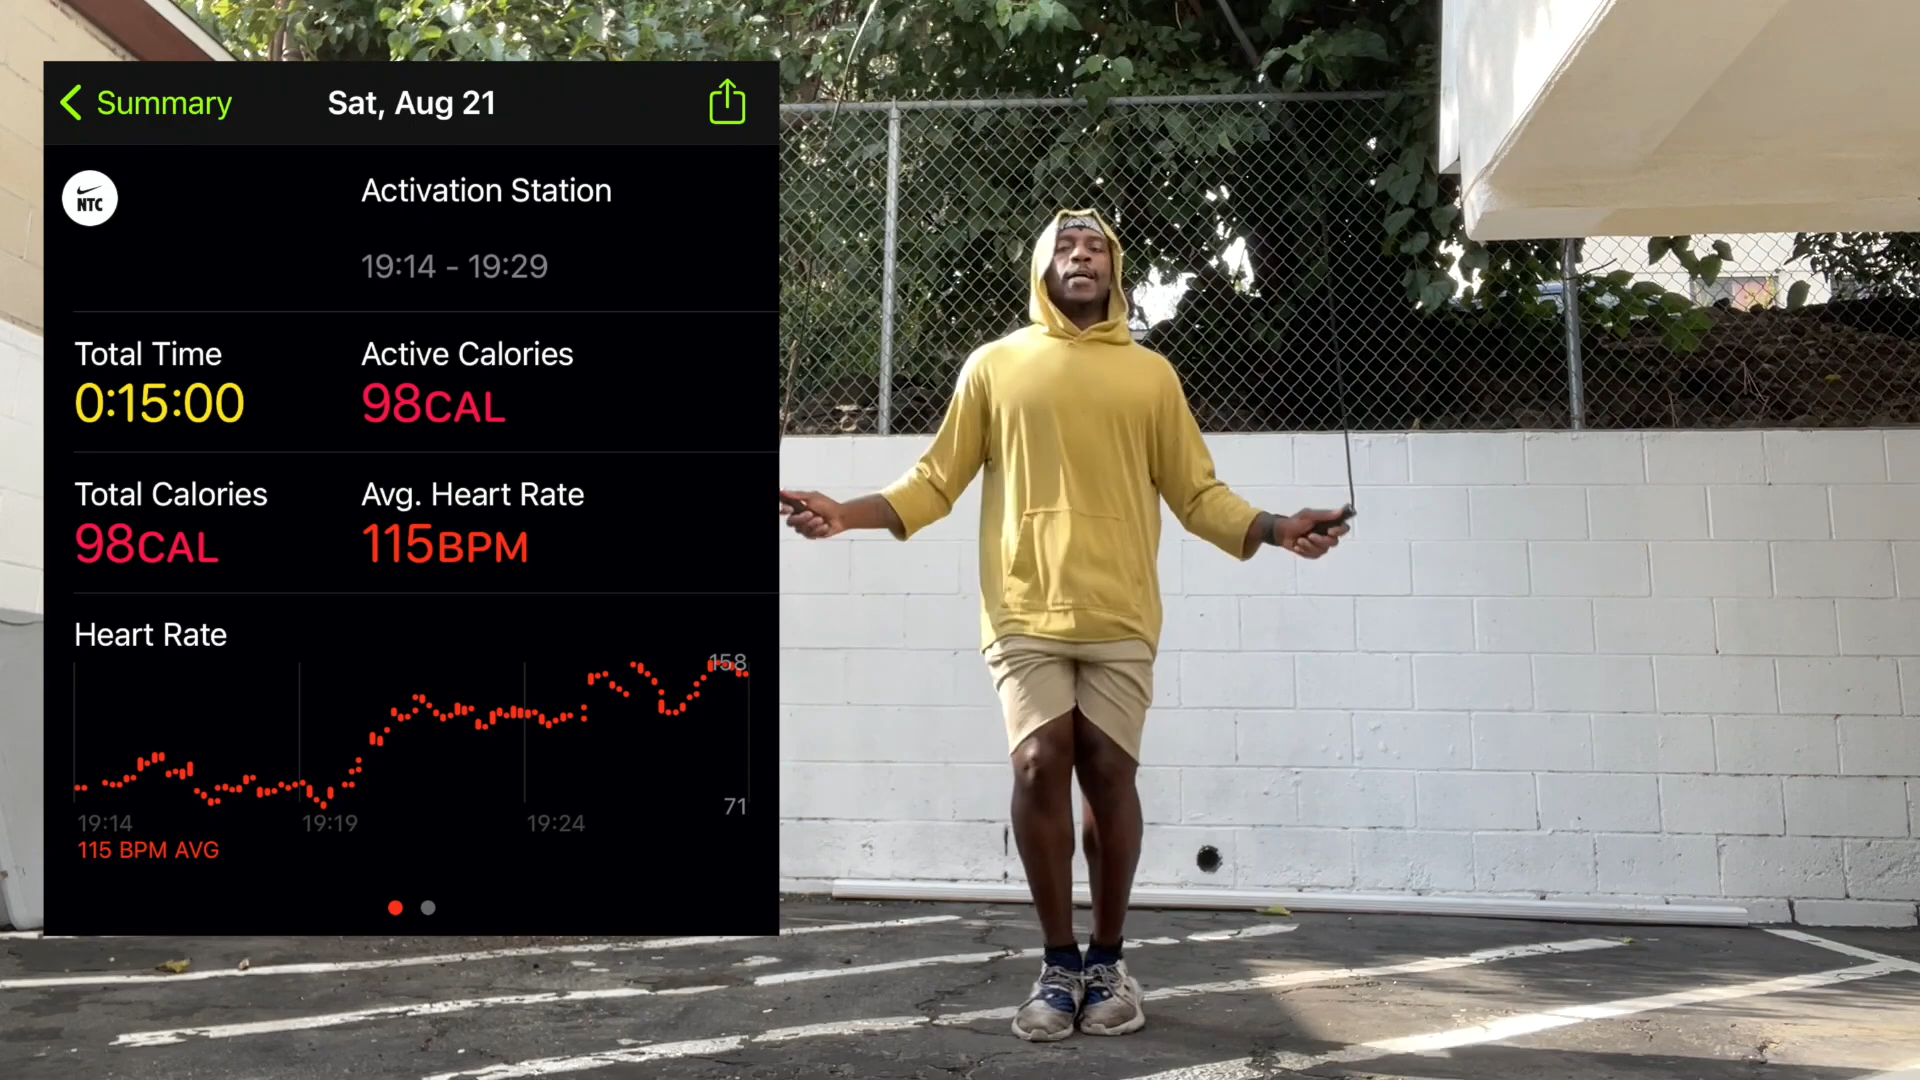 Summary
Sat, Aug 21
NTC
Activation Station
19:14 - 19:29
Total Time
Active Calories
0:15:00
98CAL
Total Calories
Avg. Heart Rate
98CAL
115BPM
Heart Rate
158
71
19:14
19:19
19:24
115 BPM AVG